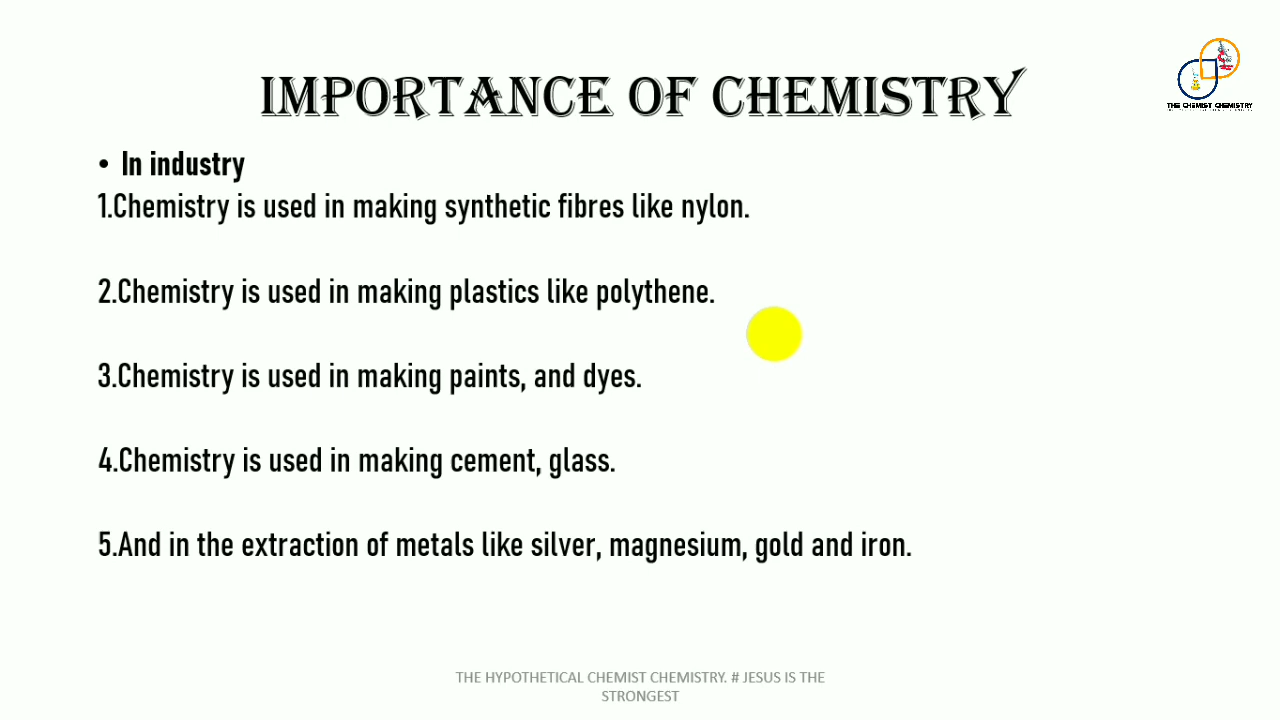 IMPORTANCE OF CHEMISTRY
THE CHEMIST CHEMISTRY
• In industry
1.Chemistry is used in making synthetic fibres like nylon.
2.Chemistry is used in making plastics like polythene.
3.Chemistry is used in making paints, and dyes.
4.Chemistry is used in making cement, glass.
5.And in the extraction of metals like silver, magnesium, gold and iron.
THE HYPOTHETICAL CHEMIST CHEMISTRY. # JESUS IS THE
STRONGEST